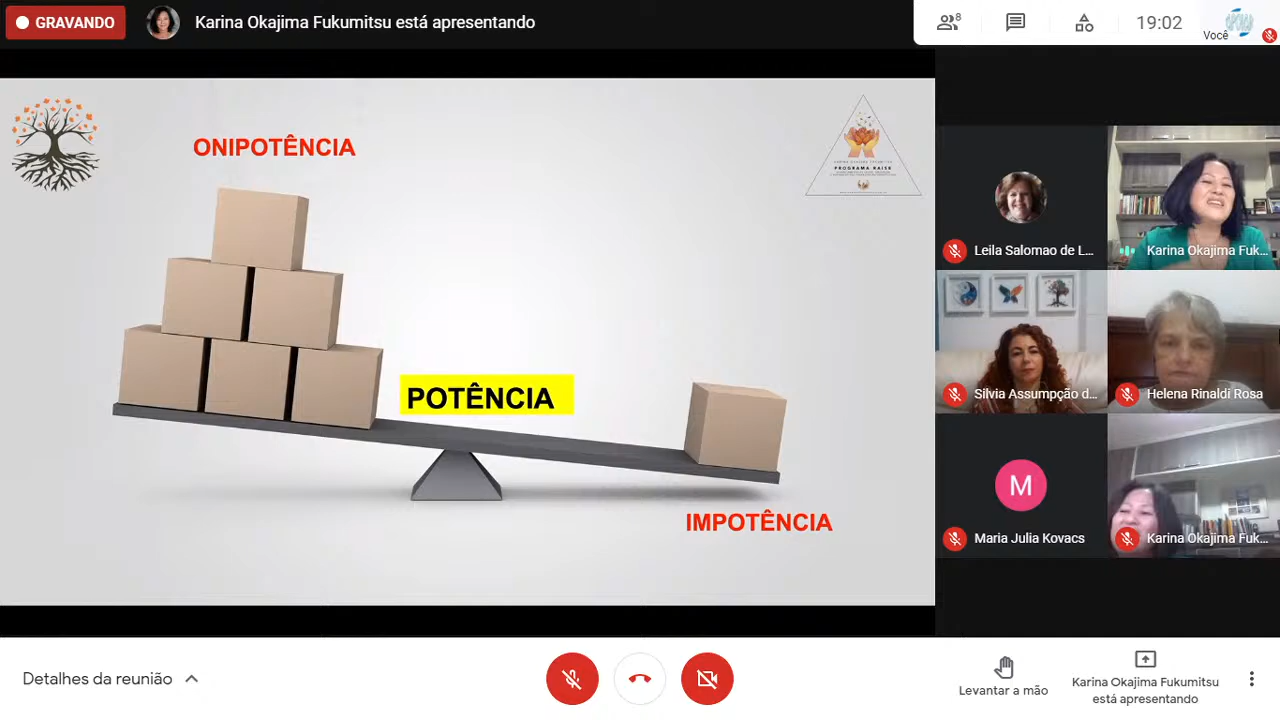 GRAVANDO
Karina Okajima Fukumitsu está apresentando
8
19:02
Você
ONIPOTÊNCIA
PROGRAMA RAISE
POTÊNCIA
IMPOTÊNCIA
Leila Salomao de L...
Karina Okajima Fuk...
Silvia Assumpção d...
Helena Rinaldi Rosa
M
Maria Julia Kovacs
Karina Okajima Fuk...
Detalhes da reunião
Levantar a mão
Karina Okajima Fukumitsu
está apresentando